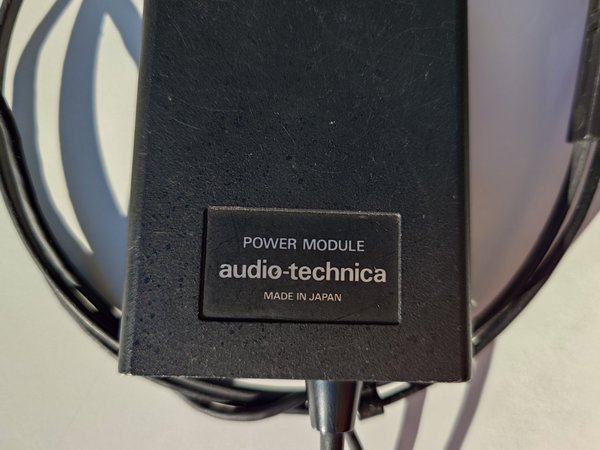 POWER MODULE
audio-technica
MADE IN JAPAN